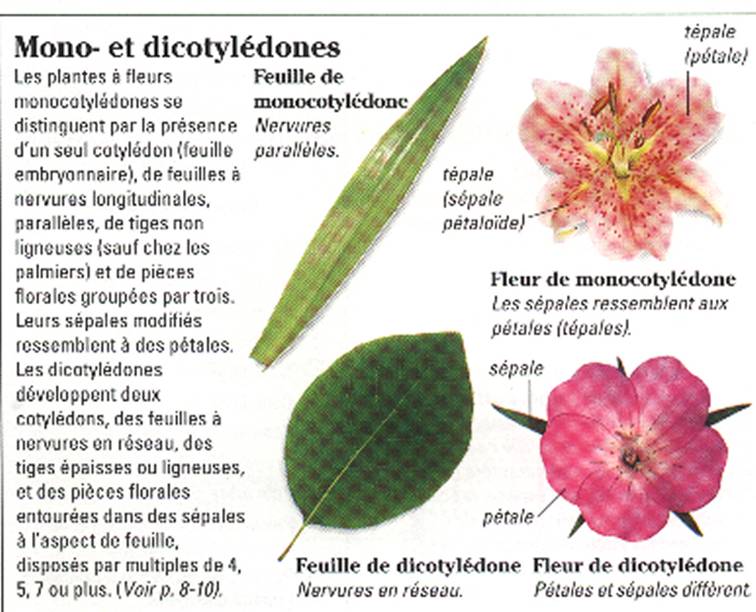 Mono- et dicotylédones
Les plantes à fleurs
monocotylédones se
distinguent par la présence
d'un seul cotylédon (feuille
embryonnaire), de feuilles à
nervures longitudinales,
parallèles, de tiges non
ligneuses (sauf chez les
palmiers) et de pièces
florales groupées par trois.
Leurs sépales modifiés
ressemblent à des pétales.
Les dicotylédones
développent deux
cotylédons, des feuilles à
nervures en réseau, des
tiges épaisses ou ligneuses,
et des pièces florales
entourées dans des sépales
à l'aspect de feuille,
disposés par multiples de 4,
5, 7 ou plus. (Voir p. 8-10).
Feuille de
monocotylédone
Nervures
parallèles.
tépale
(pétale)
tépale
(sépale
pétaloïde)
Fleur de monocotylédone
Les sépales ressemblent aux
pétales (tépales).
sépale
pétale
Feuille de dicotylédone
Nervures en réseau.
Fleur de dicotylédone
Pétales et sépales diffèrent